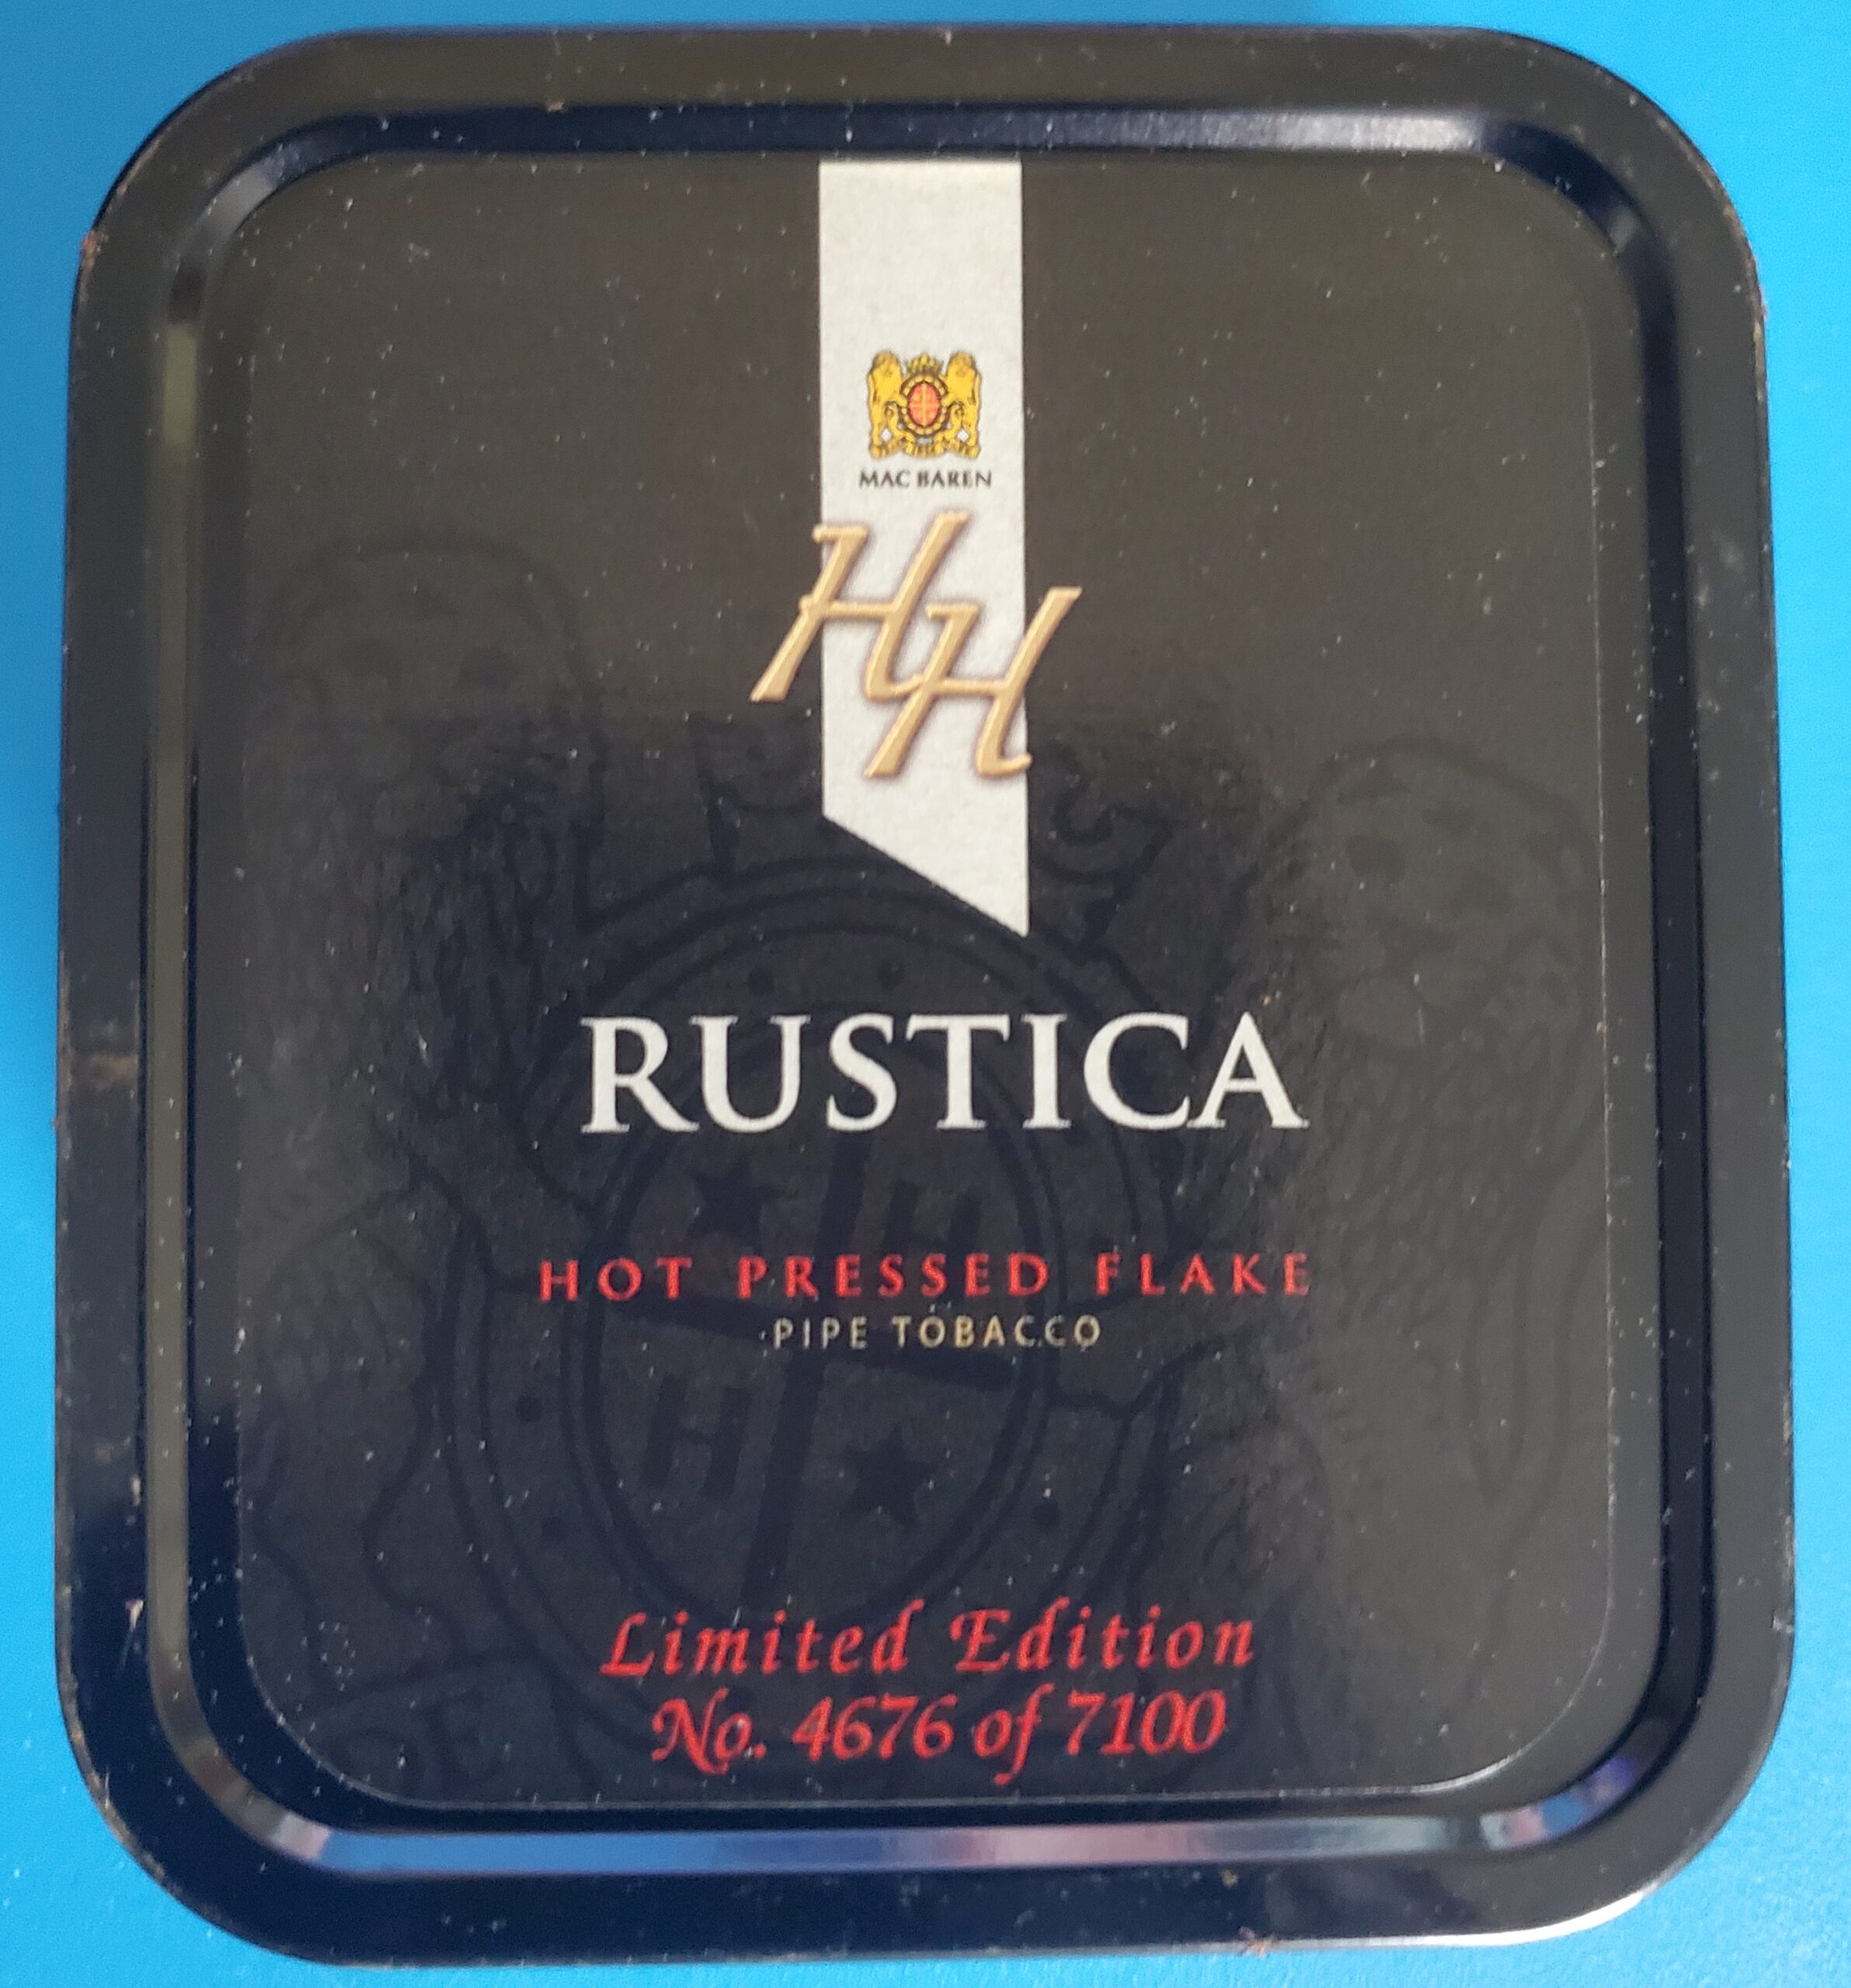 MAC BAREN
HH
RUSTICA
HOT PRESSED FLAKE
PIPE TOBACCO
H
H
Limited Edition
No. 4676 of 7100